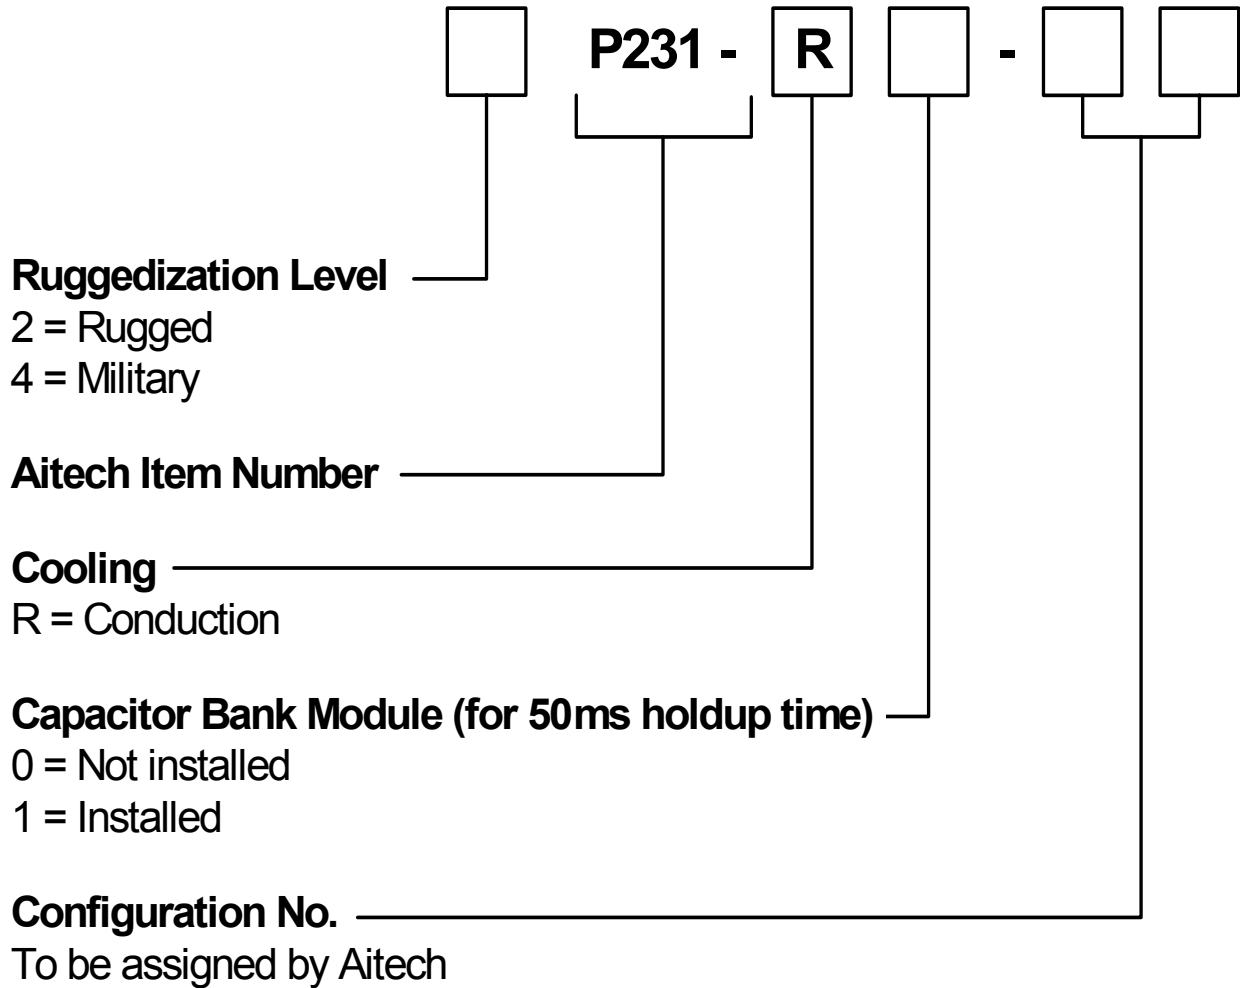 P231 - R -
Ruggedization Level
2 = Rugged
4 = Military
Aitech Item Number
Cooling
R = Conduction
Capacitor Bank Module (for 50ms holdup time)
0 = Not installed
1 = Installed
Configuration No.
To be assigned by Aitech